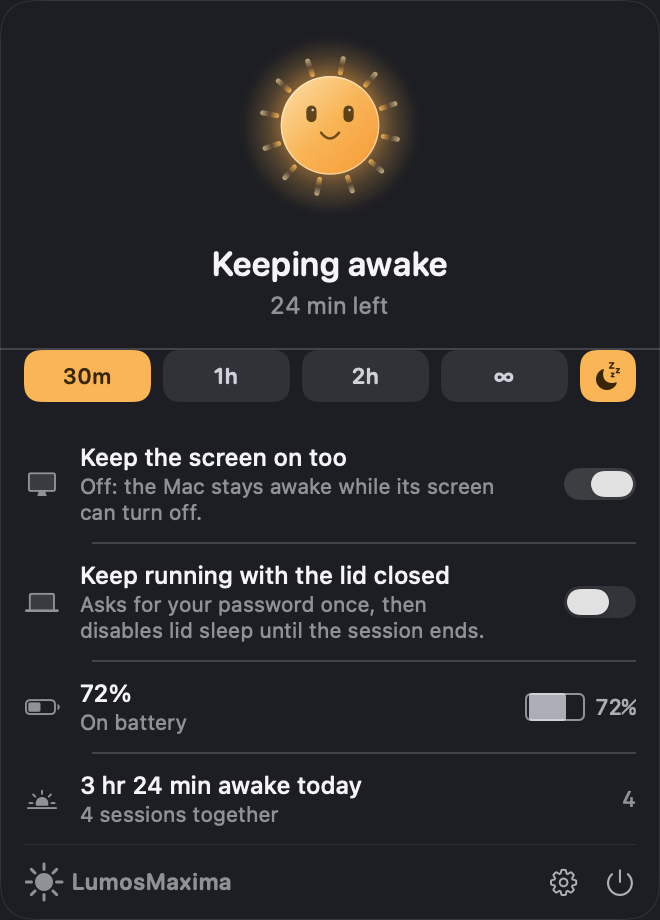 Keeping awake
24 min left
30m 1h 2h ∞ zzz
Keep the screen on too
Off: the Mac stays awake while its screen
can turn off.
Keep running with the lid closed
Asks for your password once, then
disables lid sleep until the session ends.
72%
On battery
72%
3 hr 24 min awake today
4 sessions together
4
LumosMaxima